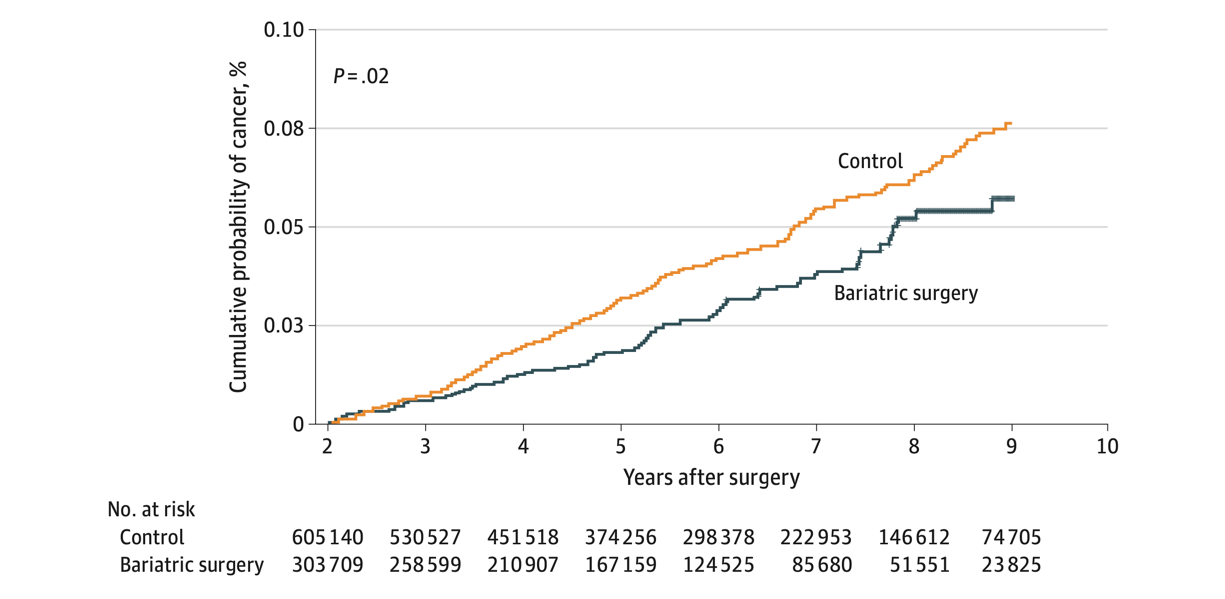 0.10
P = .02
0.08
Control
0.05
Bariatric surgery
0.03
0
Cumulative probability of cancer, %
2 3 4 5 6 7 8 9 10
Years after surgery
No. at risk
Control 605 140 530 527 451 518 374 256 298 378 222 953 146 612 74 705
Bariatric surgery 303 709 258 599 210 907 167 159 124 525 85 680 51 551 23 825